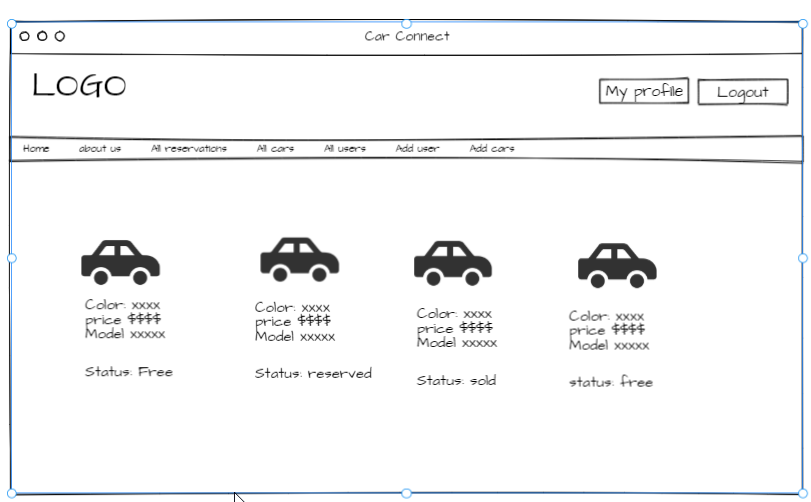 Car Connect
LOGO
My profile
Logout
Home
about us
All reservations
All cars
All users
Add user
Add cars
Color: xxxx
price $$$$
Model xxxxx
Status: Free
Color: xxxx
price $$$$
Model xxxxx
Status: reserved
Color: xxxx
price $$$$
Model xxxxx
Status: sold
Color: xxxx
price $$$$
Model xxxxx
status: free